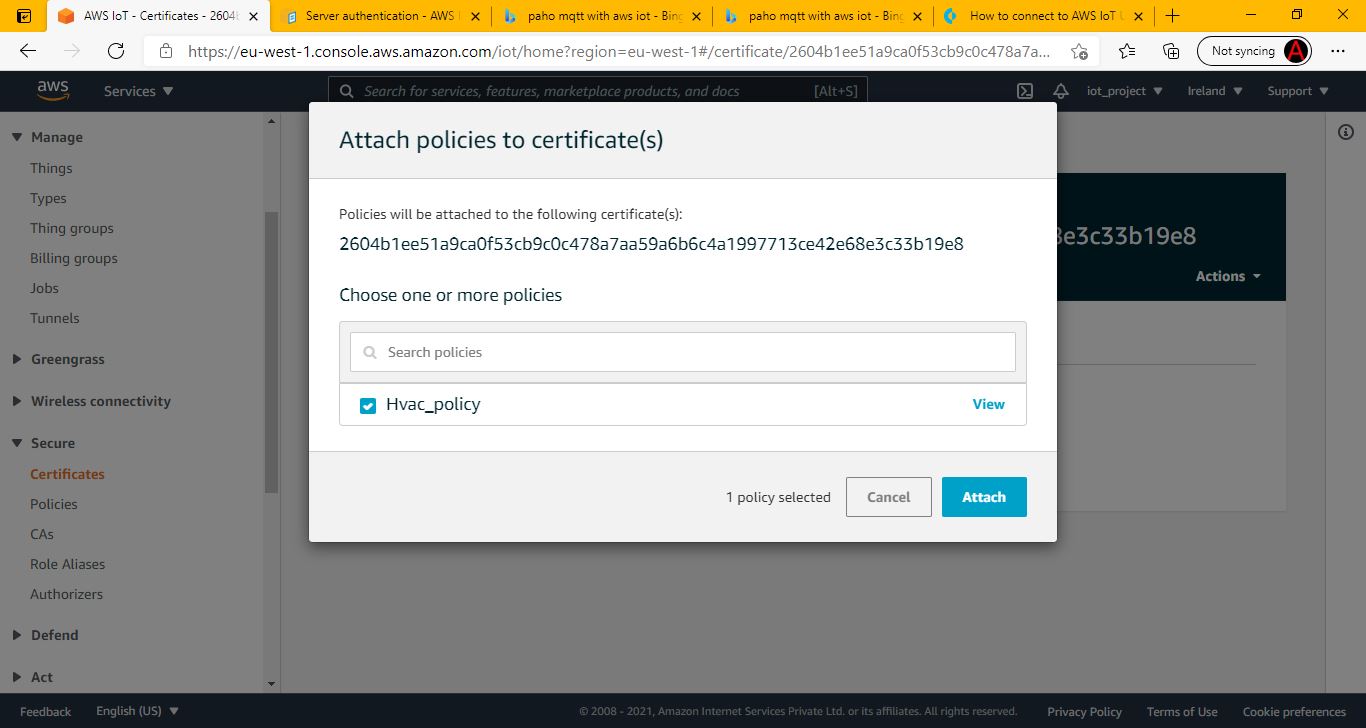 AWS IoT - Certificates - 2604
Server authentication - AWS I
paho mqtt with aws iot - Bing
paho mqtt with aws iot - Bing
How to connect to AWS IoT U
https://eu-west-1.console.aws.amazon.com/iot/home?region=eu-west-1#/certificate/2604b1ee51a9ca0f53cb9c0c478a7a...
Not syncing
aws
Services
Search for services, features, marketplace products, and docs
[Alt+S]
iot_project
Ireland
Support
Manage
Things
Types
Thing groups
Billing groups
Jobs
Tunnels
Greengrass
Wireless connectivity
Secure
Certificates
Policies
CAs
Role Aliases
Authorizers
Defend
Act
Attach policies to certificate(s)
Policies will be attached to the following certificate(s):
2604b1ee51a9ca0f53cb9c0c478a7aa59a6b6c4a1997713ce42e68e3c33b19e8
Choose one or more policies
Search policies
Hvac_policy
View
1 policy selected
Cancel
Attach
8e3c33b19e8
Actions
Feedback
English (US)
© 2008 - 2021, Amazon Internet Services Private Ltd. or its affiliates. All rights reserved.
Privacy Policy
Terms of Use
Cookie preferences